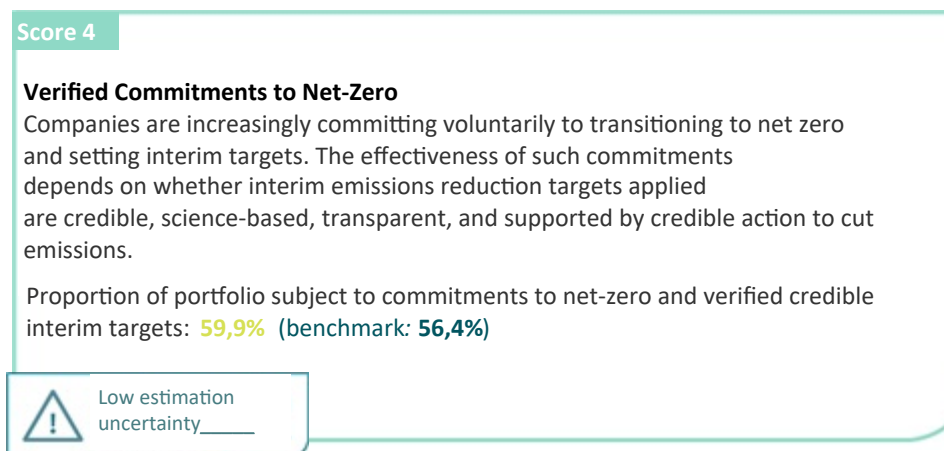 Score 4
Verified Commitments to Net-Zero
Companies are increasingly committing voluntarily to transitioning to net zero
and setting interim targets. The effectiveness of such commitments
depends on whether interim emissions reduction targets applied
are credible, science-based, transparent, and supported by credible action to cut
emissions.
Proportion of portfolio subject to commitments to net-zero and verified credible
interim targets: 59,9% (benchmark: 56,4%)
Low estimation
uncertainty_____